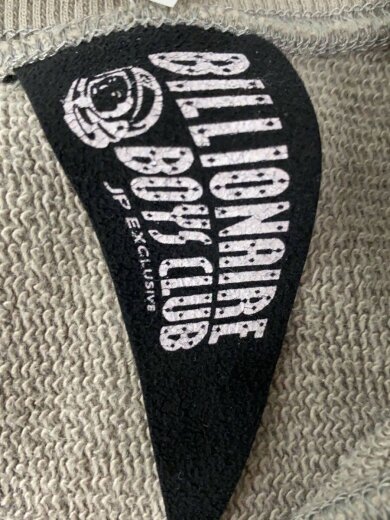 BILLIONAIRE
BOYS CLUB
JP EXCLUSIVE